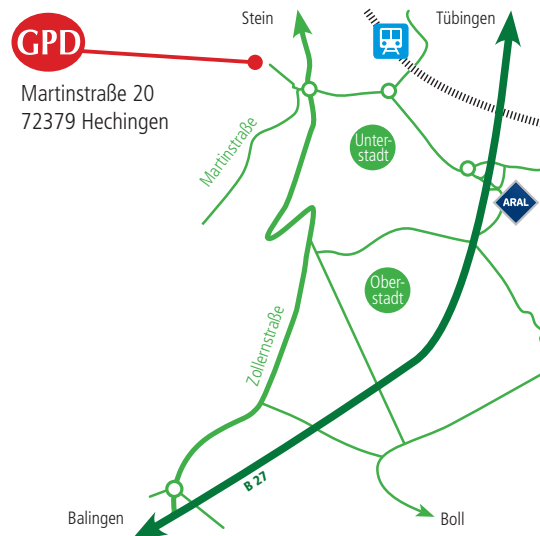 Stein
Tübingen
GPD
Martinstraße 20
72379 Hechingen
Martinstraße
Unter-
stadt
ARAL
Ober-
stadt
Zollernstraße
B 27
Balingen
Boll